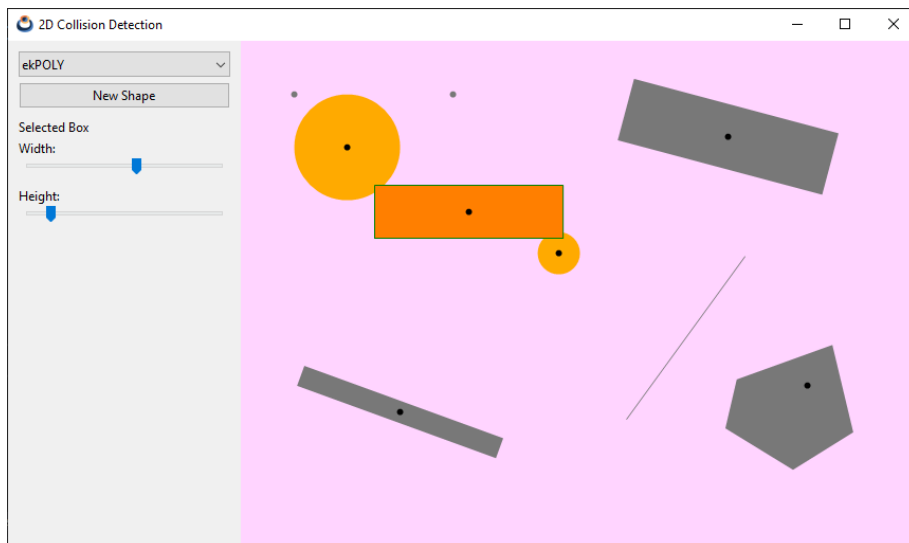 2D Collision Detection
ekPOLY
New Shape
Selected Box
Width:
Height: